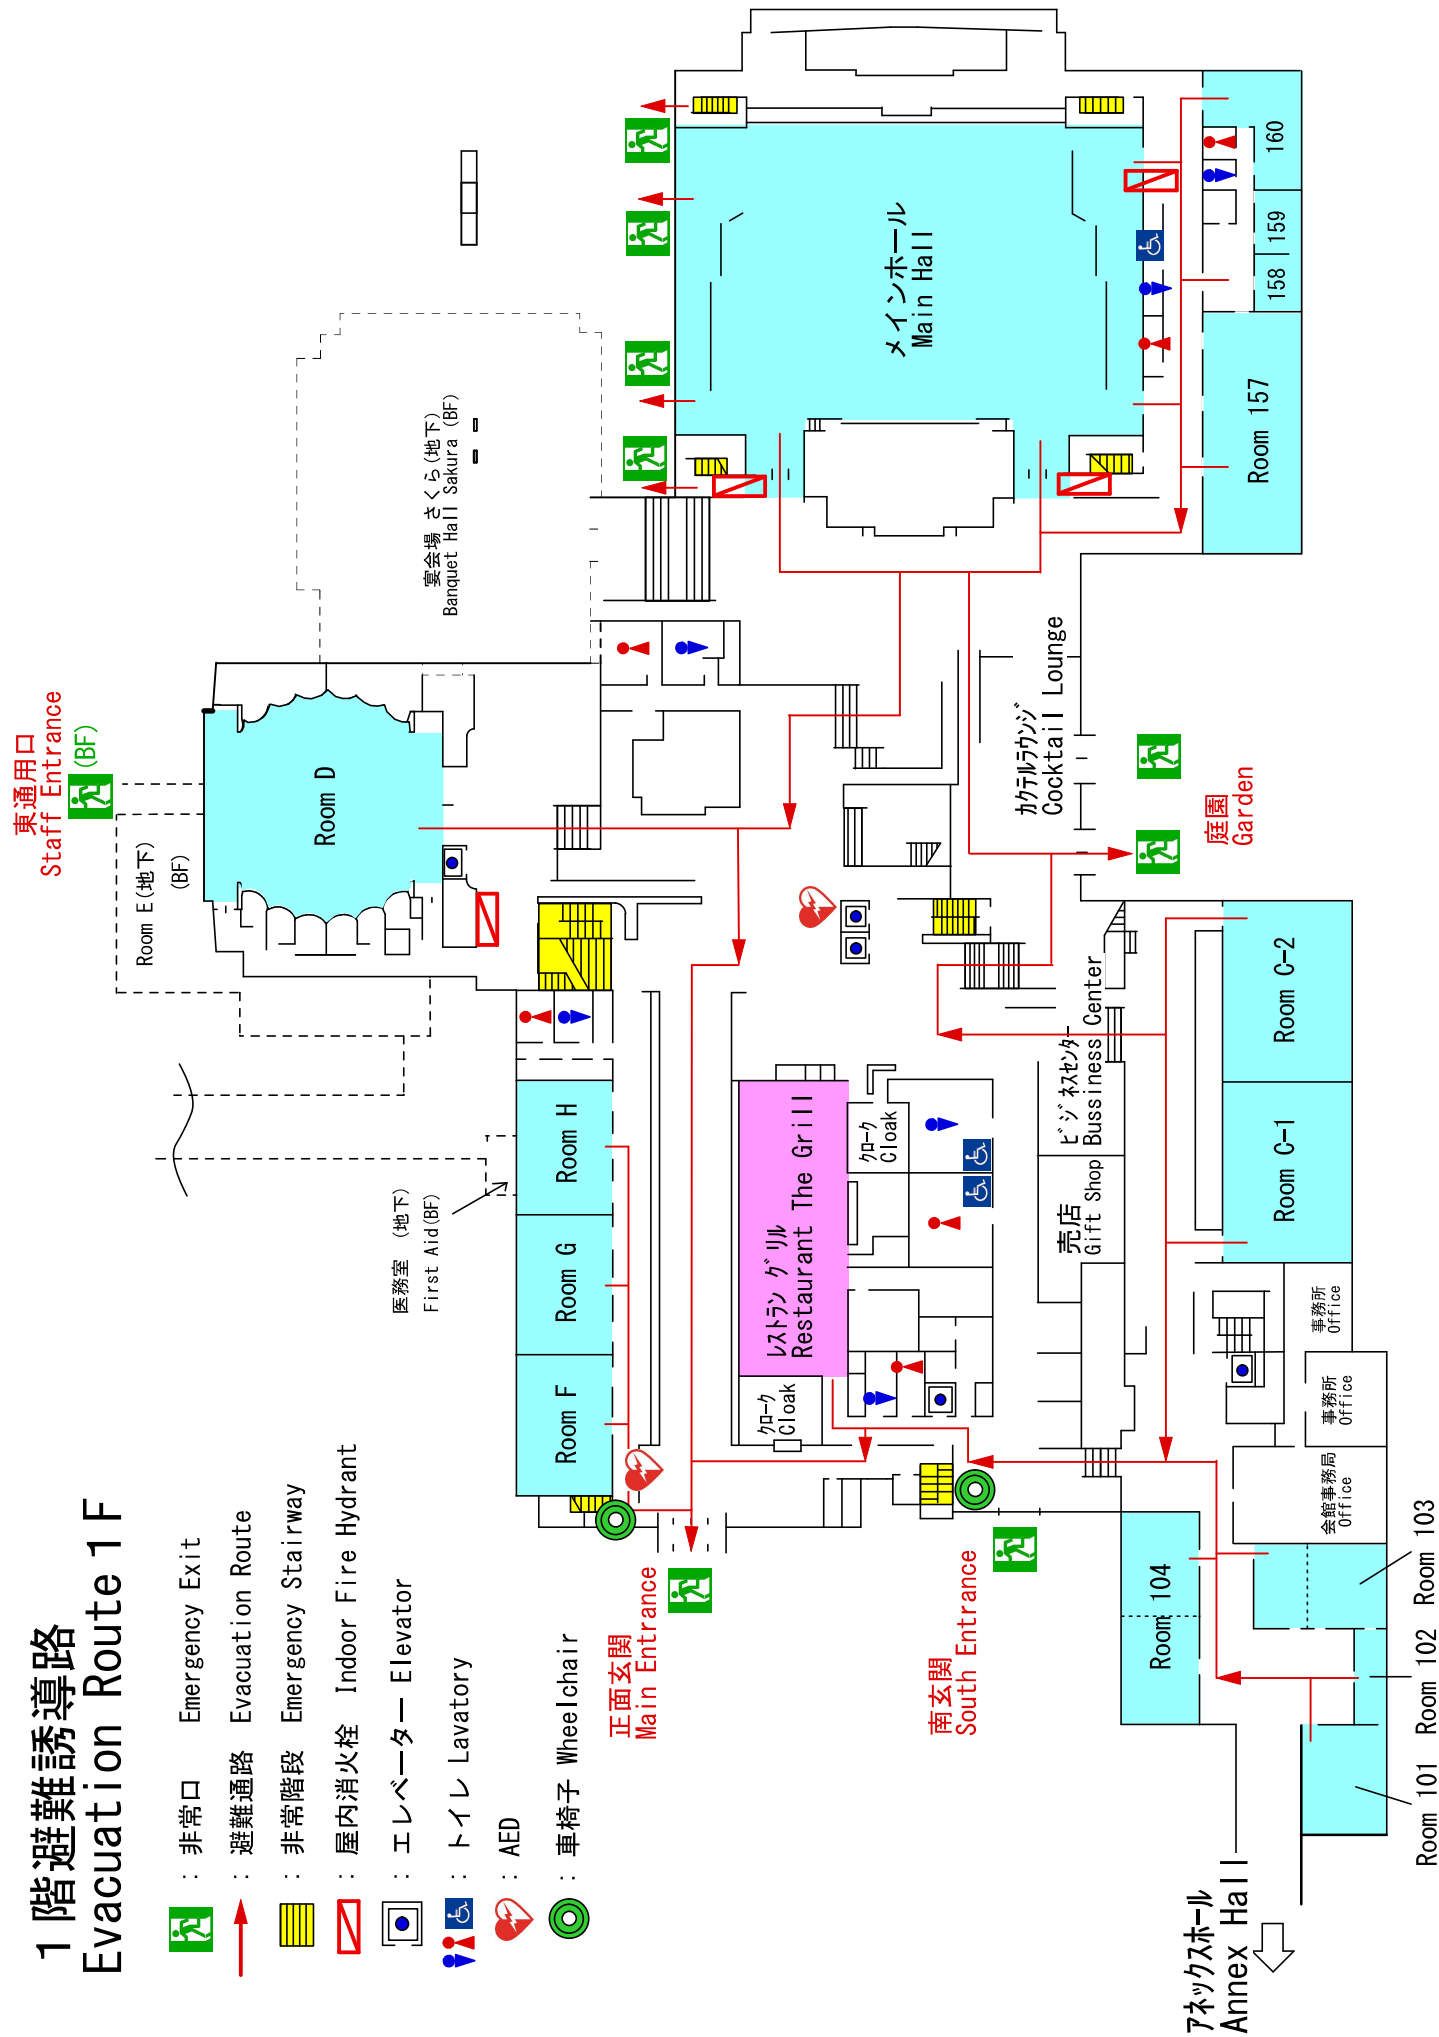 1階避難誘導路
Evacuation Route 1F
： 非常口 Emergency Exit
： 避難通路 Evacuation Route
： 非常階段 Emergency Stairway
： 屋内消火栓 Indoor Fire Hydrant
： エレベーター Elevator
： トイレ Lavatory
： AED
： 車椅子 Wheelchair
東通用口
Staff Entrance
(BF)
Room E(地下)
(BF)
Room D
宴会場 さくら(地下)
Banquet Hall Sakura (BF)
メインホール
Main Hall
160
159
158
Room 157
カクテルラウンジ
Cocktail Lounge
庭園
Garden
医務室 (地下)
First Aid(BF)
Room H
Room G
Room F
レストラン グリル
Restaurant The Grill
クローク
Cloak
クローク
Cloak
ビジネスセンター
Bussiness Center
売店
Gift Shop
Room C-2
Room C-1
事務所
Office
事務所
Office
会館事務局
Office
正面玄関
Main Entrance
南玄関
South Entrance
Room 104
Room 103
Room 102
Room 101
アネックスホール
Annex Hall